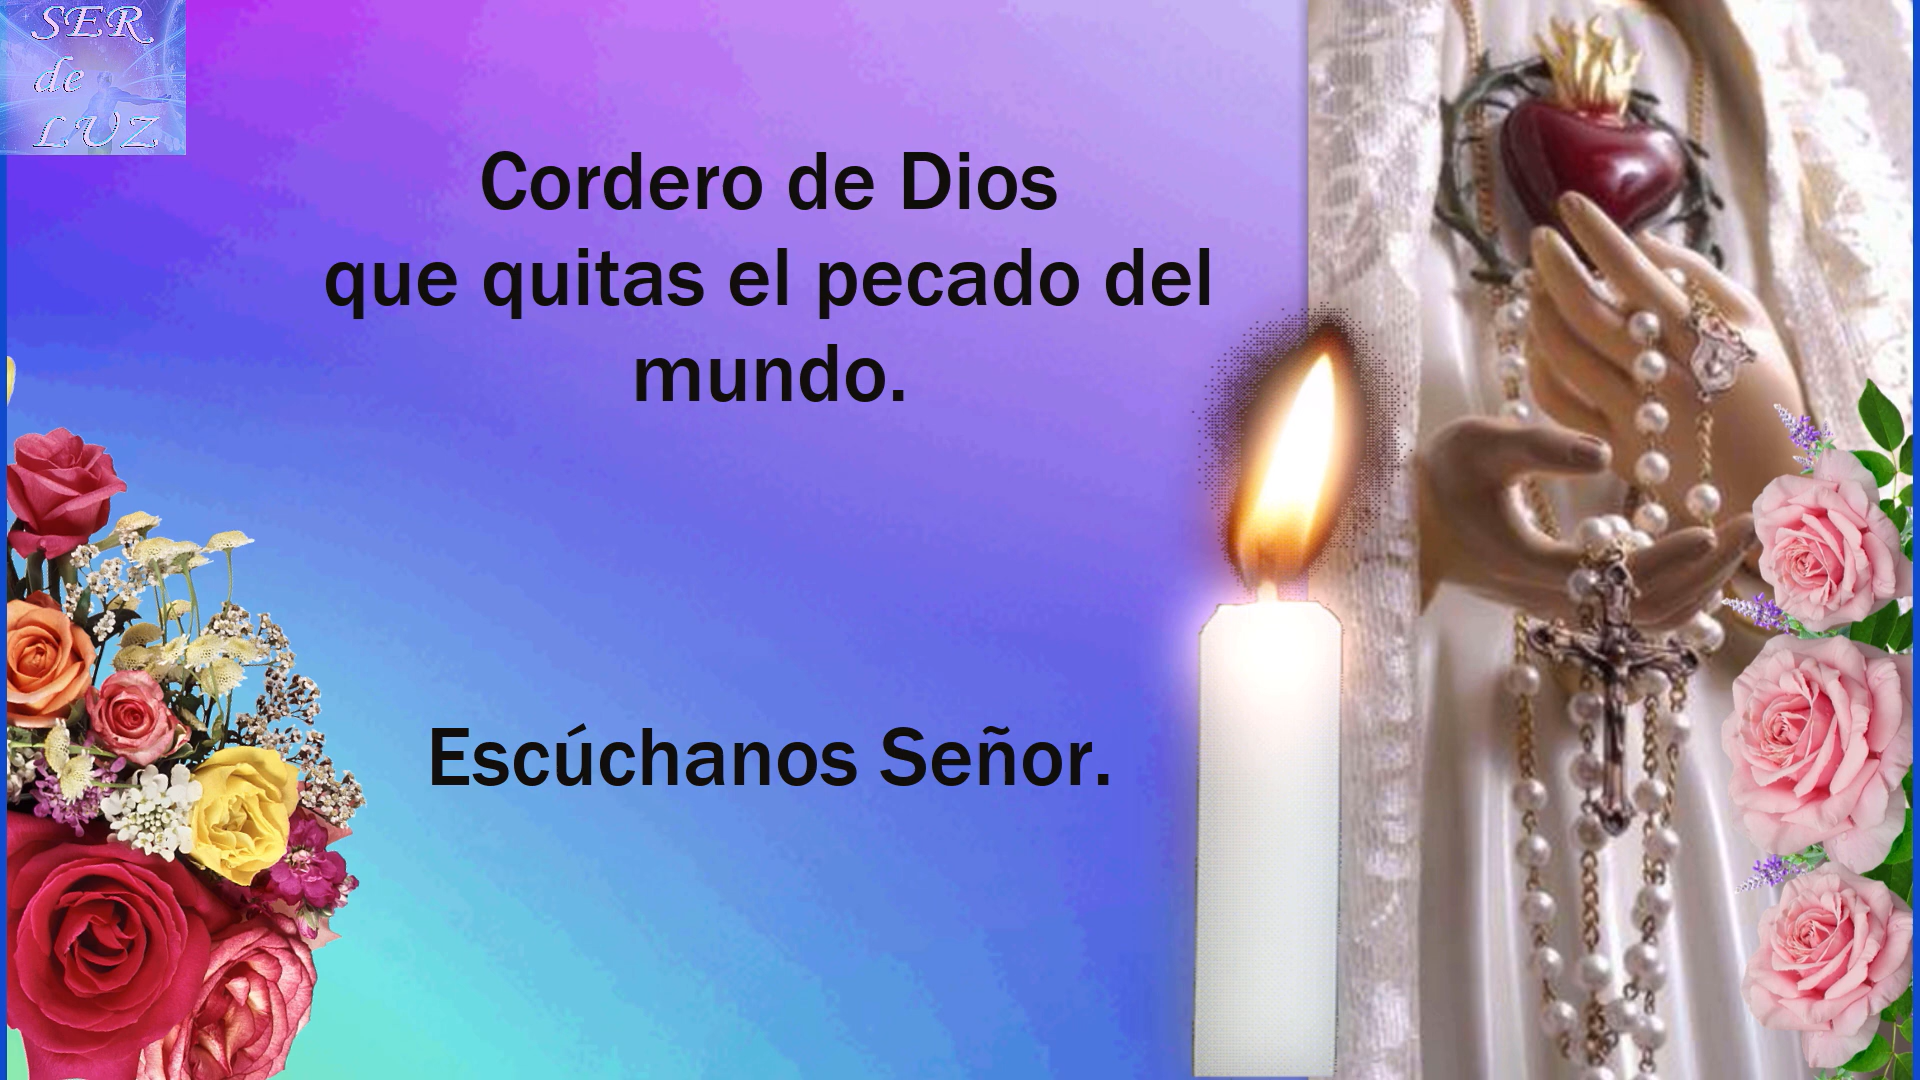 SER
de
LUZ
Cordero de Dios
que quitas el pecado del
mundo.
Escúchanos Señor.